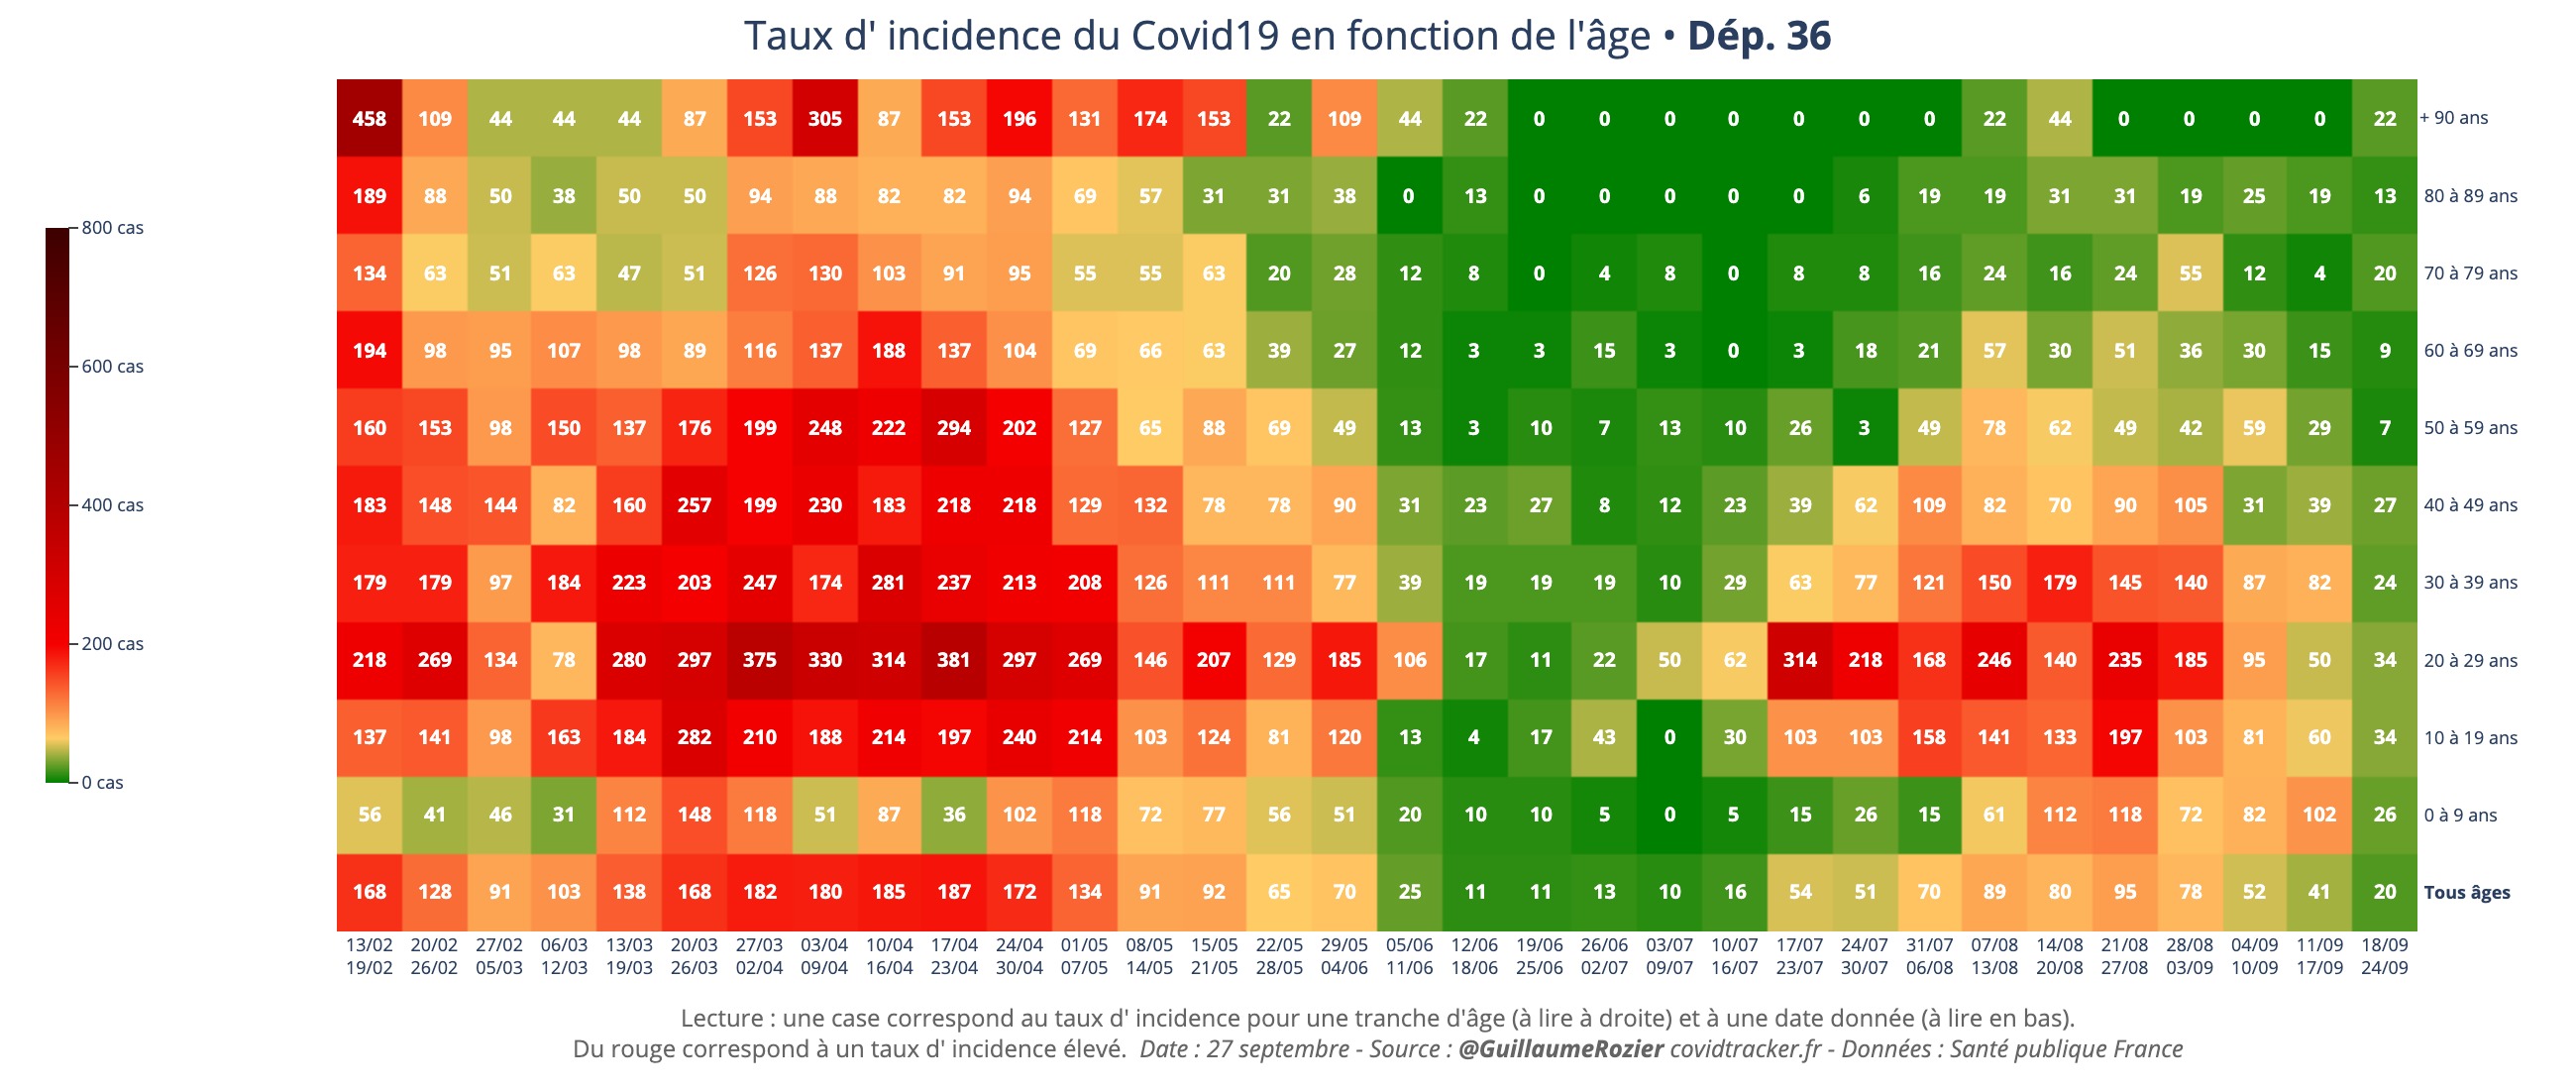 Taux d' incidence du Covid19 en fonction de l'âge • Dép. 36
458 109 44 44 44 87 153 305 87 153 196 131 174 153 22 109 44 22 0 0 0 0 0 0 0 22 44 0 0 0 0 22 + 90 ans
189 88 50 38 50 50 94 88 82 82 94 69 57 31 31 38 0 13 0 0 0 0 0 6 19 19 31 31 19 25 19 13 80 à 89 ans
800 cas
134 63 51 63 47 51 126 130 103 91 95 55 55 63 20 28 12 8 0 4 8 0 8 8 16 24 16 24 55 12 4 20 70 à 79 ans
194 98 95 107 98 89 116 137 188 137 104 69 66 63 39 27 12 3 3 15 3 0 3 18 21 57 30 51 36 30 15 9 60 à 69 ans
600 cas
160 153 98 150 137 176 199 248 222 294 202 127 65 88 69 49 13 3 10 7 13 10 26 3 49 78 62 49 42 59 29 7 50 à 59 ans
400 cas
183 148 144 82 160 257 199 230 183 218 218 129 132 78 78 90 31 23 27 8 12 23 39 62 109 82 70 90 105 31 39 27 40 à 49 ans
179 179 97 184 223 203 247 174 281 237 213 208 126 111 111 77 39 19 19 19 10 29 63 77 121 150 179 145 140 87 82 24 30 à 39 ans
200 cas
218 269 134 78 280 297 375 330 314 381 297 269 146 207 129 185 106 17 11 22 50 62 314 218 168 246 140 235 185 95 50 34 20 à 29 ans
137 141 98 163 184 282 210 188 214 197 240 214 103 124 81 120 13 4 17 43 0 30 103 103 158 141 133 197 103 81 60 34 10 à 19 ans
0 cas
56 41 46 31 112 148 118 51 87 36 102 118 72 77 56 51 20 10 10 5 0 5 15 26 15 61 112 118 72 82 102 26 0 à 9 ans
168 128 91 103 138 168 182 180 185 187 172 134 91 92 65 70 25 11 11 13 10 16 54 51 70 89 80 95 78 52 41 20 Tous âges
13/02 20/02 27/02 06/03 13/03 20/03 27/03 03/04 10/04 17/04 24/04 01/05 08/05 15/05 22/05 29/05 05/06 12/06 19/06 26/06 03/07 10/07 17/07 24/07 31/07 07/08 14/08 21/08 28/08 04/09 11/09 18/09
19/02 26/02 05/03 12/03 19/03 26/03 02/04 09/04 16/04 23/04 30/04 07/05 14/05 21/05 28/05 04/06 11/06 18/06 25/06 02/07 09/07 16/07 23/07 30/07 06/08 13/08 20/08 27/08 03/09 10/09 17/09 24/09
Lecture : une case correspond au taux d' incidence pour une tranche d'âge (à lire à droite) et à une date donnée (à lire en bas).
Du rouge correspond à un taux d' incidence élevé. Date : 27 septembre - Source : @GuillaumeRozier covidtracker.fr - Données : Santé publique France